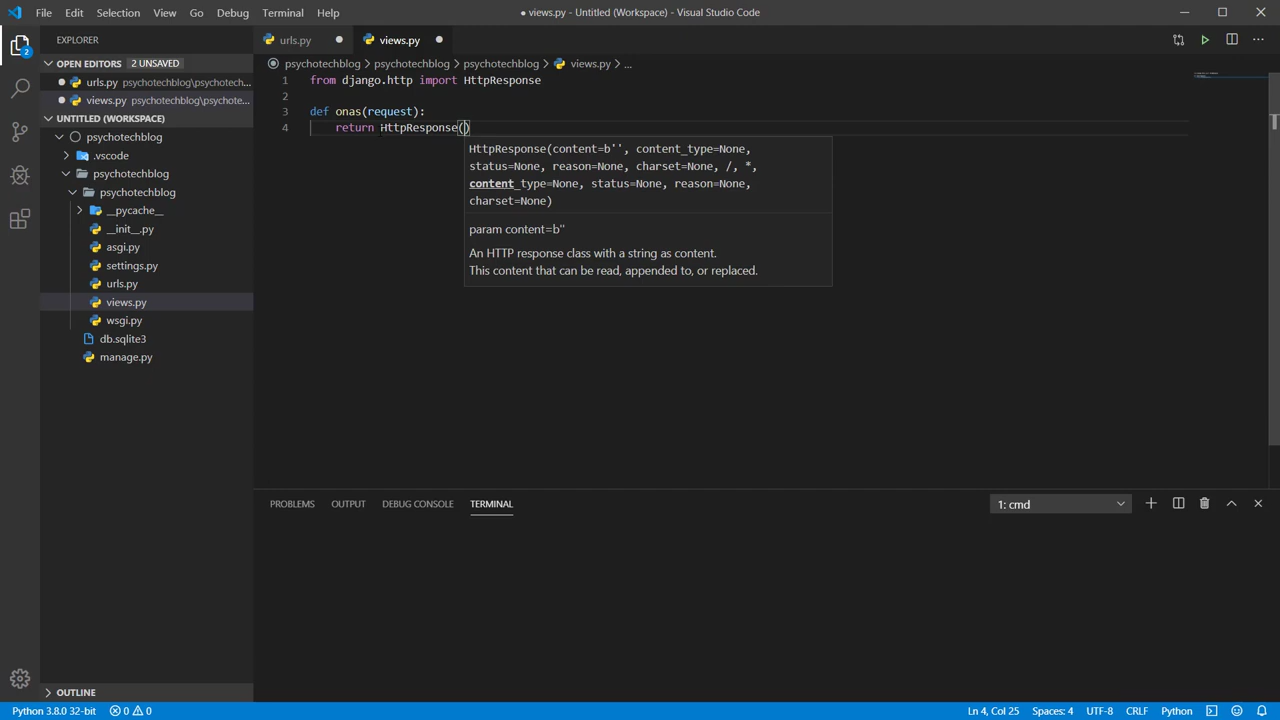 File Edit Selection View Go Debug Terminal Help
● views.py - Untitled (Workspace) - Visual Studio Code
EXPLORER
urls.py
views.py
OPEN EDITORS 2 UNSAVED
urls.py psychotechblog\psychotec...
views.py psychotechblog\psychote...
UNTITLED (WORKSPACE)
psychotechblog
.vscode
psychotechblog
psychotechblog
__pycache__
__init__.py
asgi.py
settings.py
urls.py
views.py
wsgi.py
db.sqlite3
manage.py
OUTLINE
2
psychotechblog > psychotechblog > psychotechblog > views.py > ...
1 from django.http import HttpResponse
2
3 def onas(request):
4 return HttpResponse()
HttpResponse(content=b'', content_type=None,
status=None, reason=None, charset=None, /, *,
content_type=None, status=None, reason=None,
charset=None)
param content=b''
An HTTP response class with a string as content.
This content that can be read, appended to, or replaced.
PROBLEMS OUTPUT DEBUG CONSOLE TERMINAL
1: cmd
Python 3.8.0 32-bit 0 0
Ln 4, Col 25 Spaces: 4 UTF-8 CRLF Python